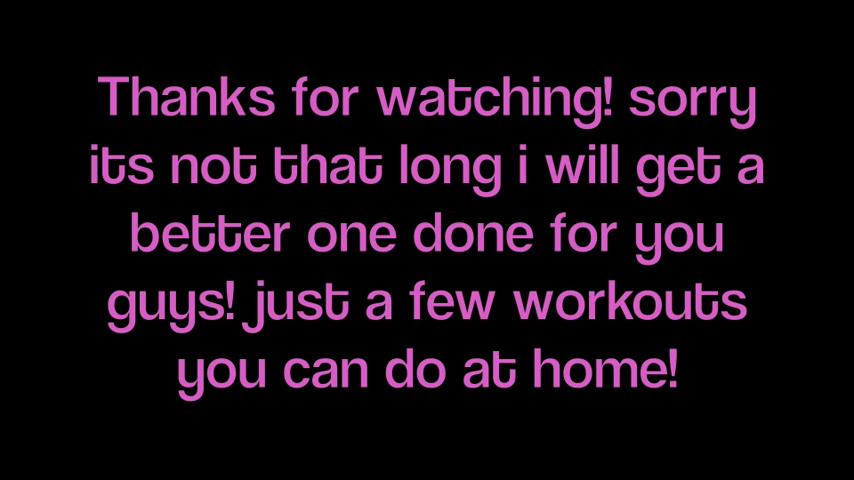 Thanks for watching! sorry
its not that long i will get a
better one done for you
guys! just a few workouts
you can do at home!